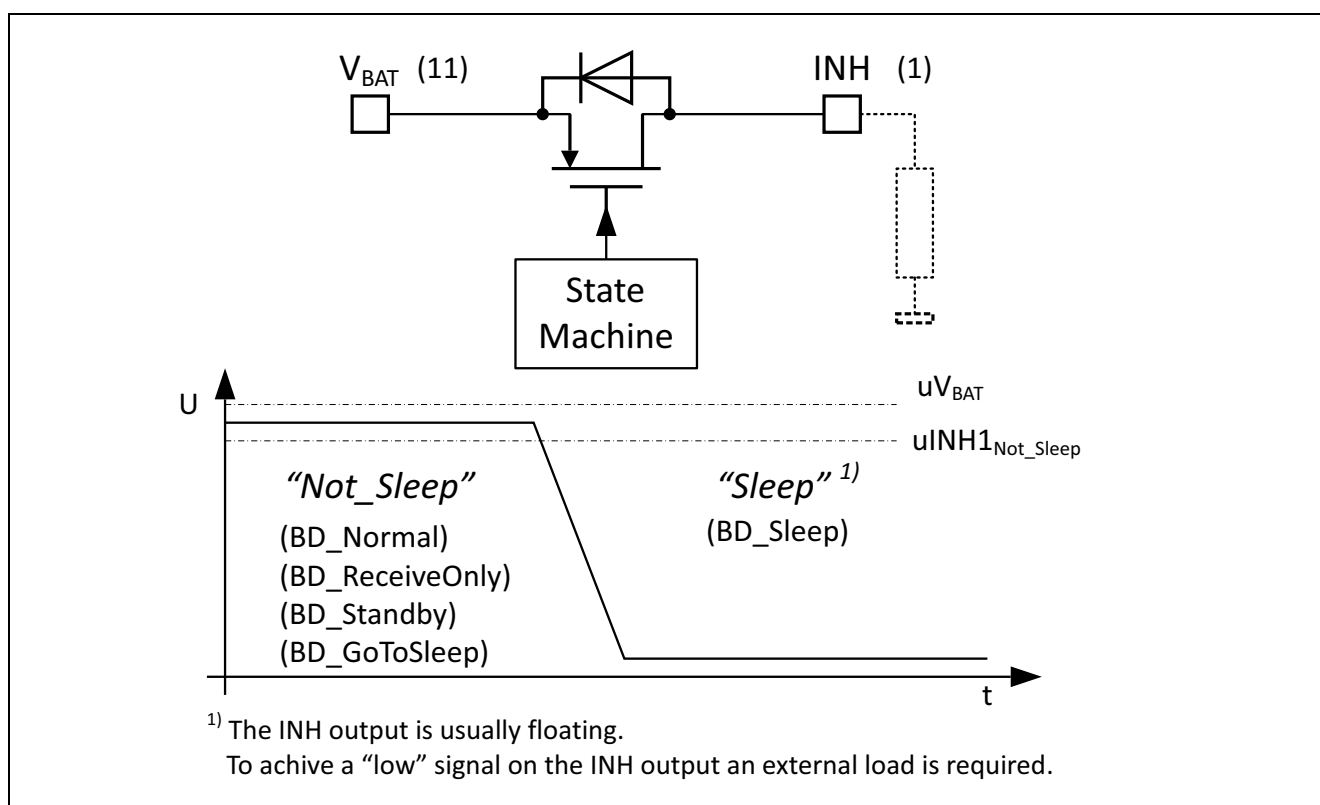 V_BAT (11)
INH (1)
State
Machine
U
uV_BAT
uINH1_Not_Sleep
“Not_Sleep”
“Sleep” 1)
(BD_Normal)
(BD_Sleep)
(BD_ReceiveOnly)
(BD_Standby)
(BD_GoToSleep)
t
1) The INH output is usually floating.
To achive a “low” signal on the INH output an external load is required.